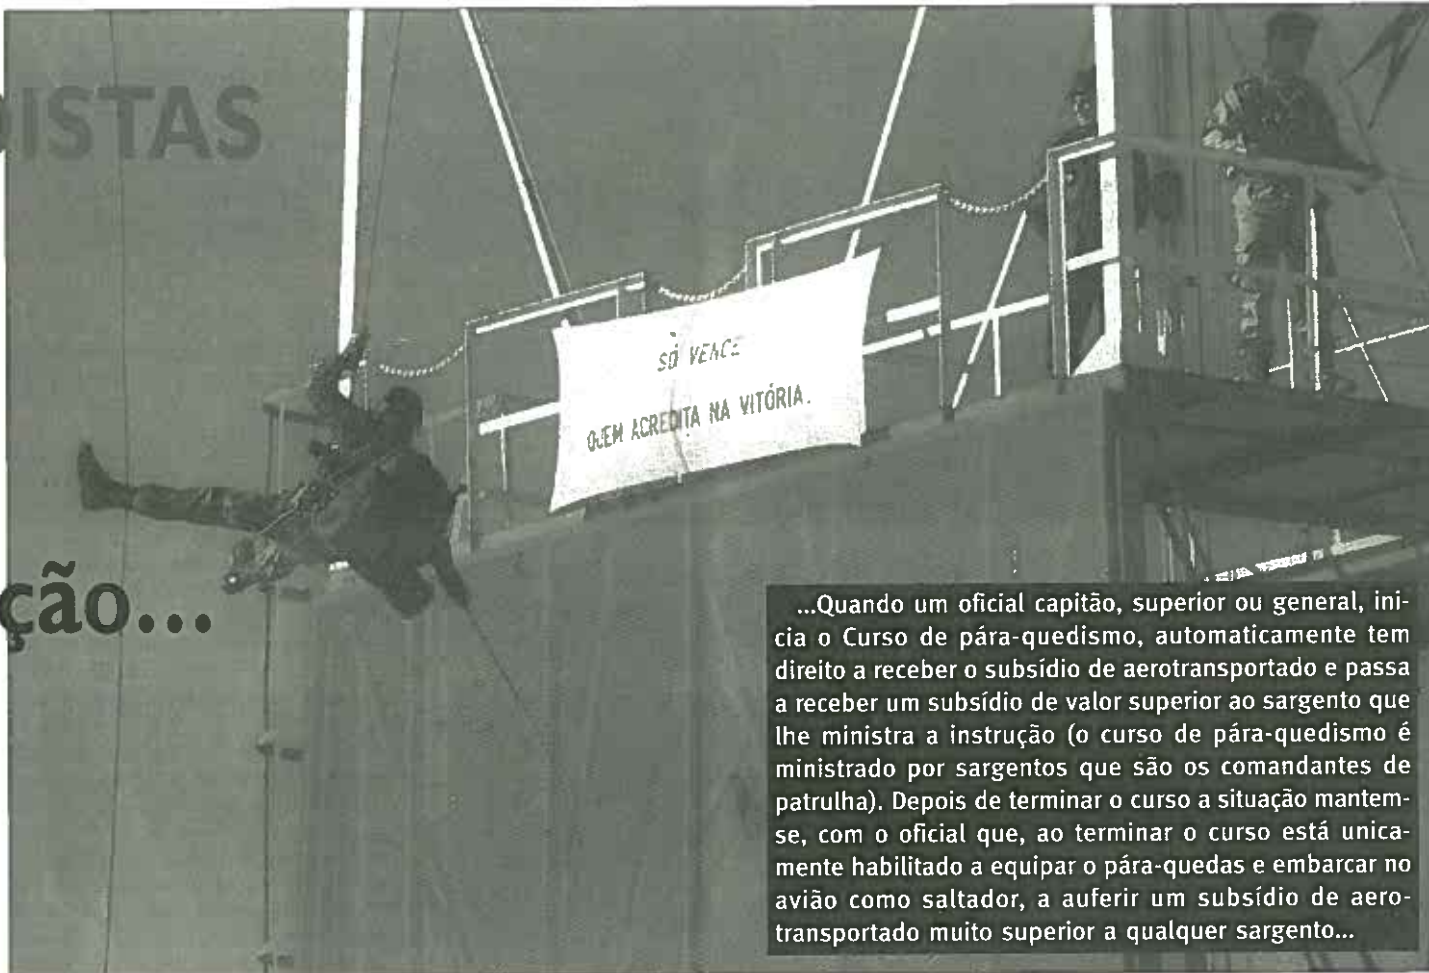 DISTAS
SÓ VENCE
QUEM ACREDITA NA VITÓRIA.
ção...
...Quando um oficial capitão, superior ou general, ini-
cia o Curso de pára-quedismo, automaticamente tem
direito a receber o subsídio de aerotransportado e passa
a receber um subsídio de valor superior ao sargento que
lhe ministra a instrução (o curso de pára-quedismo é
ministrado por sargentos que são os comandantes de
patrulha). Depois de terminar o curso a situação mantem-
se, com o oficial que, ao terminar o curso está unica-
mente habilitado a equipar o pára-quedas e embarcar no
avião como saltador, a auferir um subsídio de aero-
transportado muito superior a qualquer sargento...